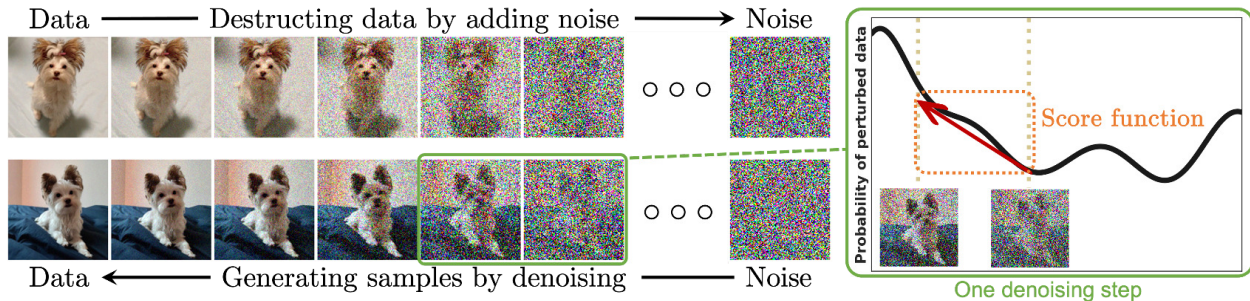 Data
Destructing data by adding noise
Noise
Data
Generating samples by denoising
Noise
Probability of perturbed data
Score function
One denoising step